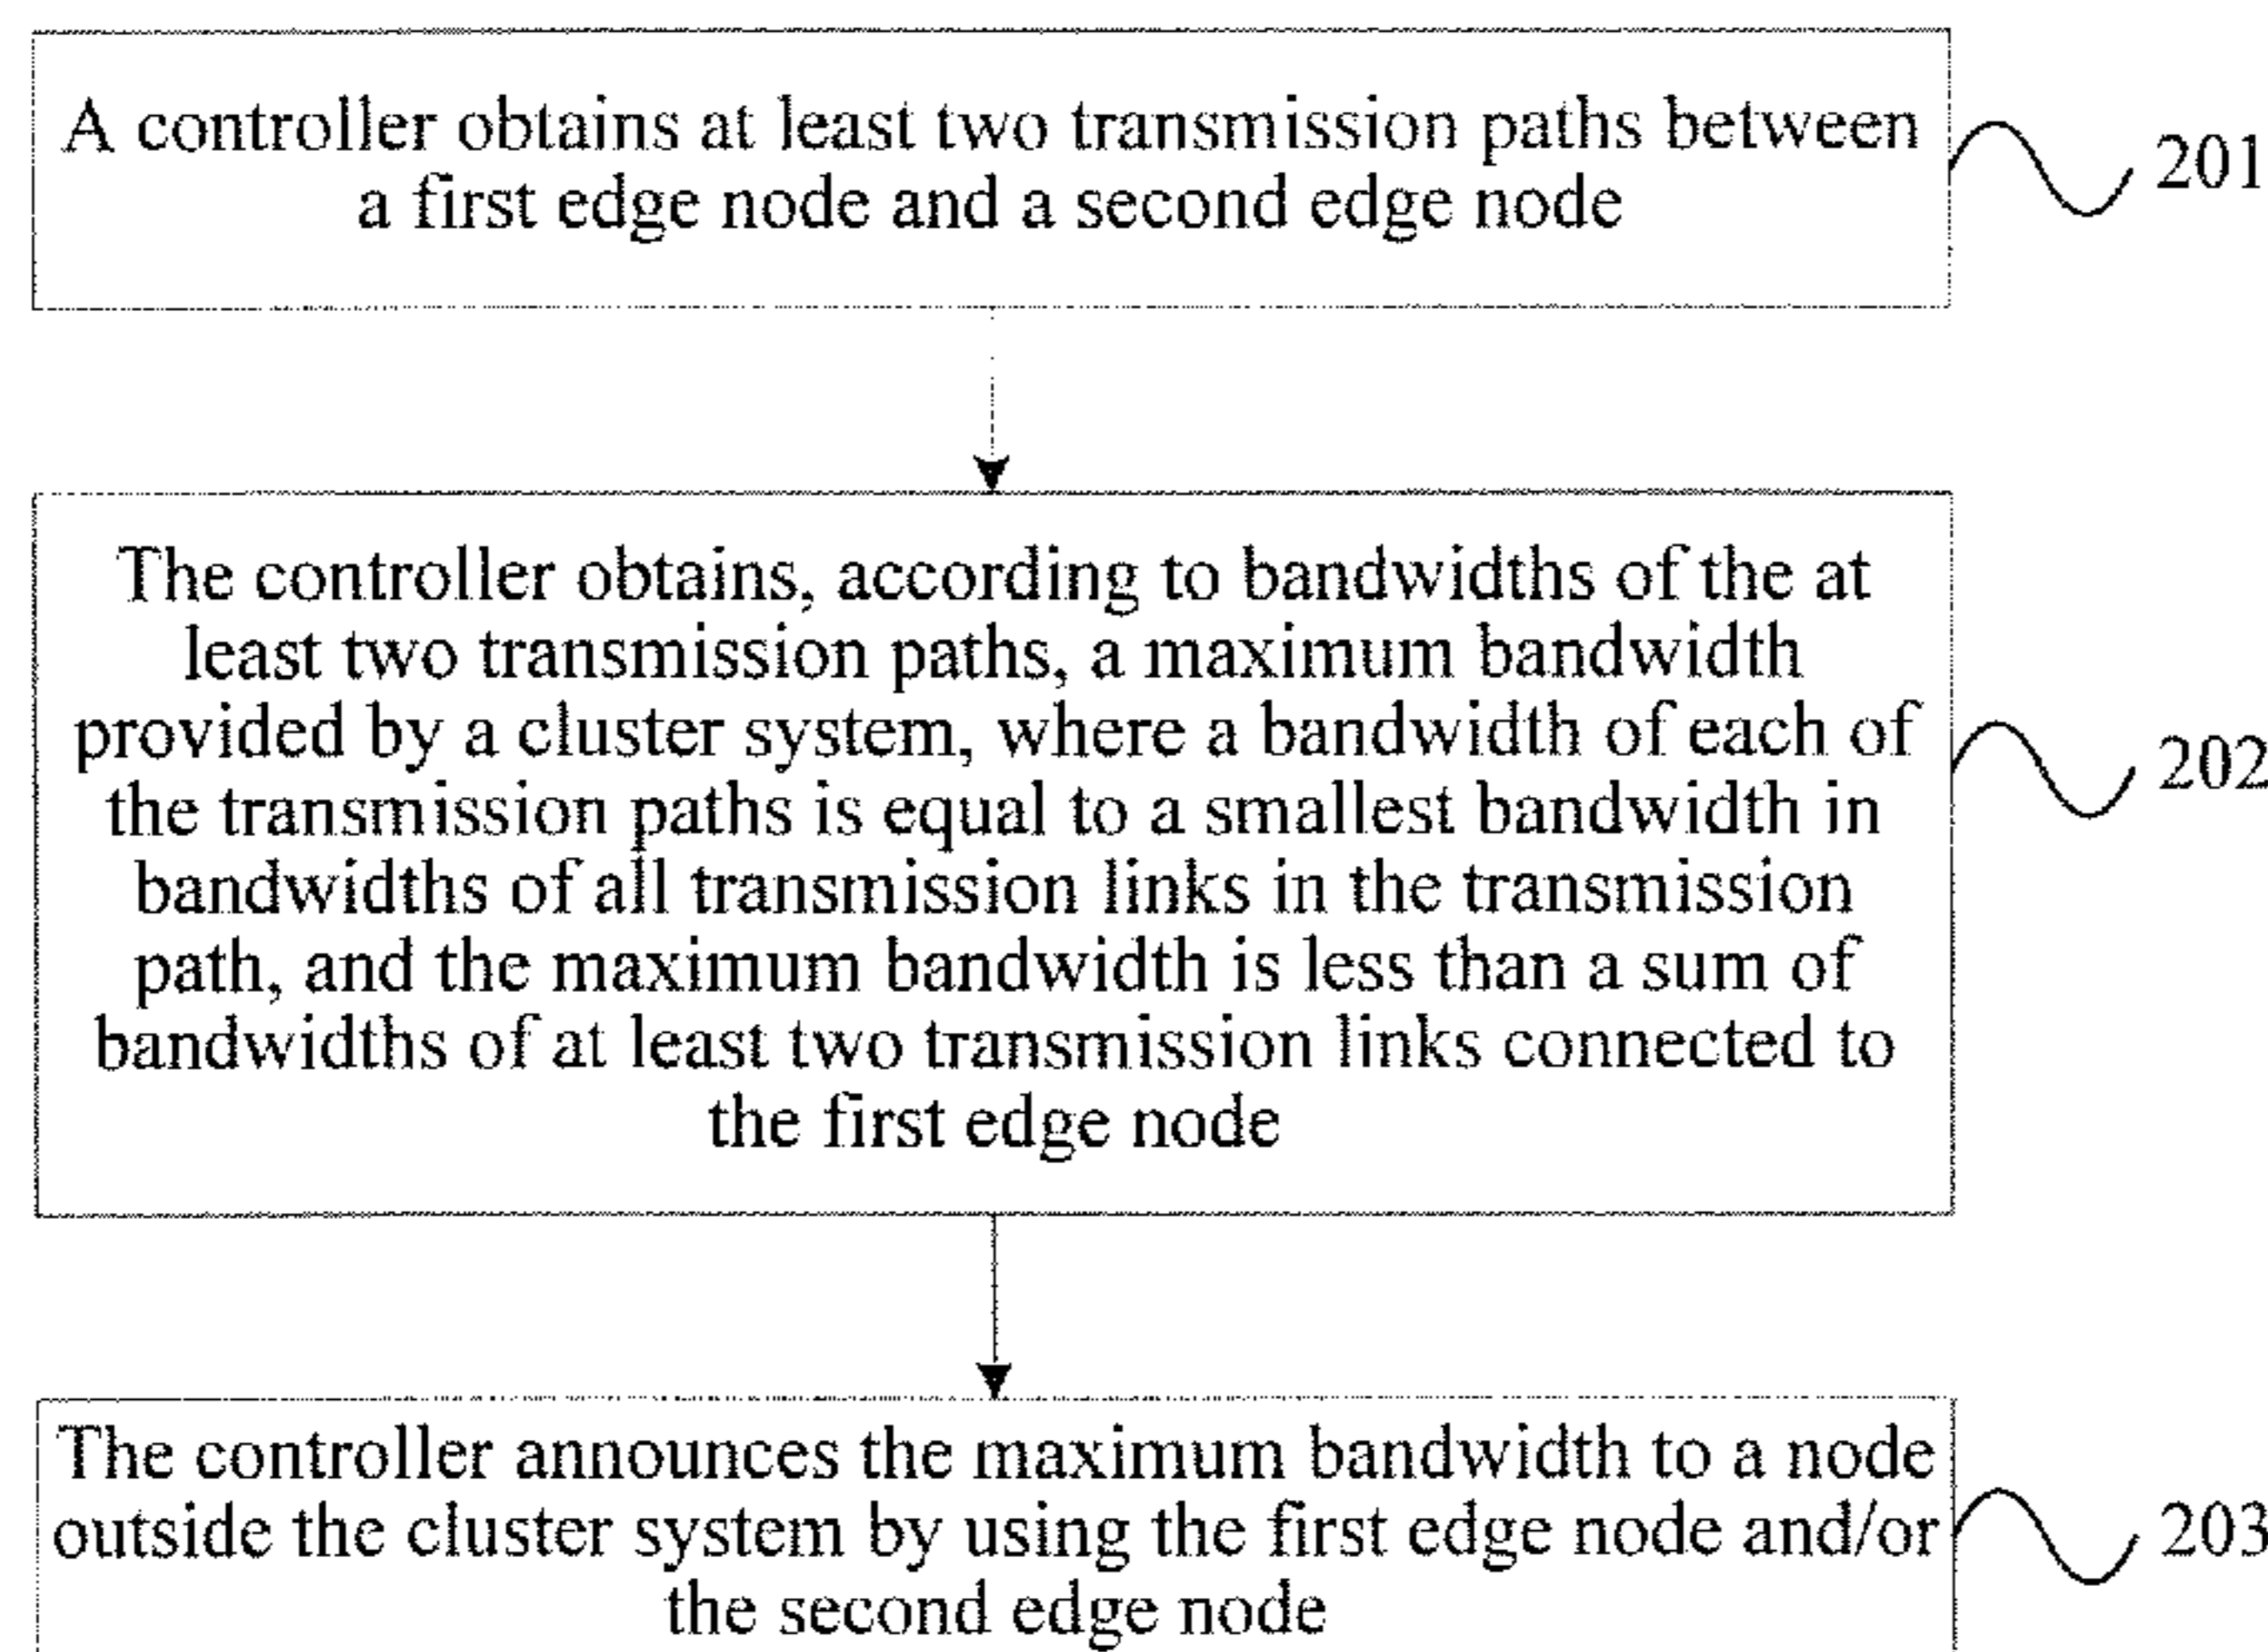 A controller obtains at least two transmission paths between
a first edge node and a second edge node
201
The controller obtains, according to bandwidths of the at
least two transmission paths, a maximum bandwidth
provided by a cluster system, where a bandwidth of each of
the transmission paths is equal to a smallest bandwidth in
bandwidths of all transmission links in the transmission
path, and the maximum bandwidth is less than a sum of
bandwidths of at least two transmission links connected to
the first edge node
202
The controller announces the maximum bandwidth to a node
outside the cluster system by using the first edge node and/or
the second edge node
203